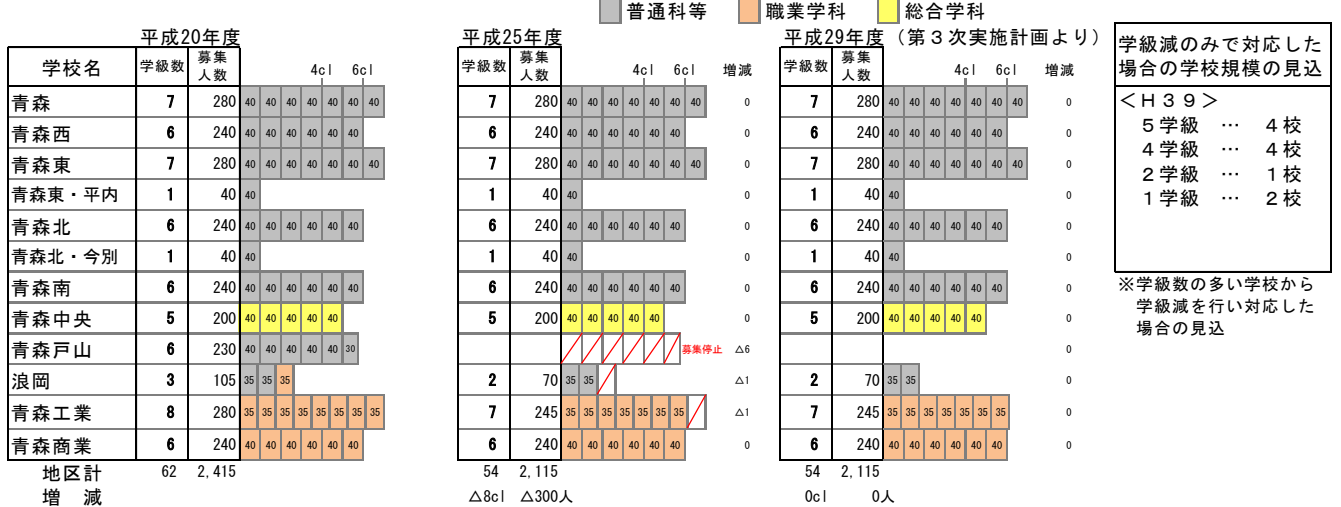 普通科等 職業学科 総合学科
平成20年度 平成25年度 平成29年度（第３次実施計画より）
学校名 学級数 募集人数 4cl 6cl 学級数 募集人数 4cl 6cl 増減 学級数 募集人数 4cl 6cl 増減
青森 7 280 40 40 40 40 40 40 40 7 280 40 40 40 40 40 40 40 0 7 280 40 40 40 40 40 40 40 0
青森西 6 240 40 40 40 40 40 40 6 240 40 40 40 40 40 40 0 6 240 40 40 40 40 40 40 0
青森東 7 280 40 40 40 40 40 40 40 7 280 40 40 40 40 40 40 40 0 7 280 40 40 40 40 40 40 40 0
青森東・平内 1 40 40 1 40 40 0 1 40 40 0
青森北 6 240 40 40 40 40 40 40 6 240 40 40 40 40 40 40 0 6 240 40 40 40 40 40 40 0
青森北・今別 1 40 40 1 40 40 0 1 40 40 0
青森南 6 240 40 40 40 40 40 40 6 240 40 40 40 40 40 40 0 6 240 40 40 40 40 40 40 0
青森中央 5 200 40 40 40 40 40 5 200 40 40 40 40 40 0 5 200 40 40 40 40 40 0
青森戸山 6 230 40 40 40 40 40 30 募集停止 △6 0
浪岡 3 105 35 35 35 2 70 35 35 △1 2 70 35 35 0
青森工業 8 280 35 35 35 35 35 35 35 35 7 245 35 35 35 35 35 35 35 △1 7 245 35 35 35 35 35 35 35 0
青森商業 6 240 40 40 40 40 40 40 6 240 40 40 40 40 40 40 0 6 240 40 40 40 40 40 40 0
地区計 62 2,415 54 2,115 54 2,115
増 減 △8cl △300人 0cl 0人
学級減のみで対応した
場合の学校規模の見込
＜Ｈ３９＞
５学級 … ４校
４学級 … ４校
２学級 … １校
１学級 … ２校
※学級数の多い学校から
学級減を行い対応した
場合の見込